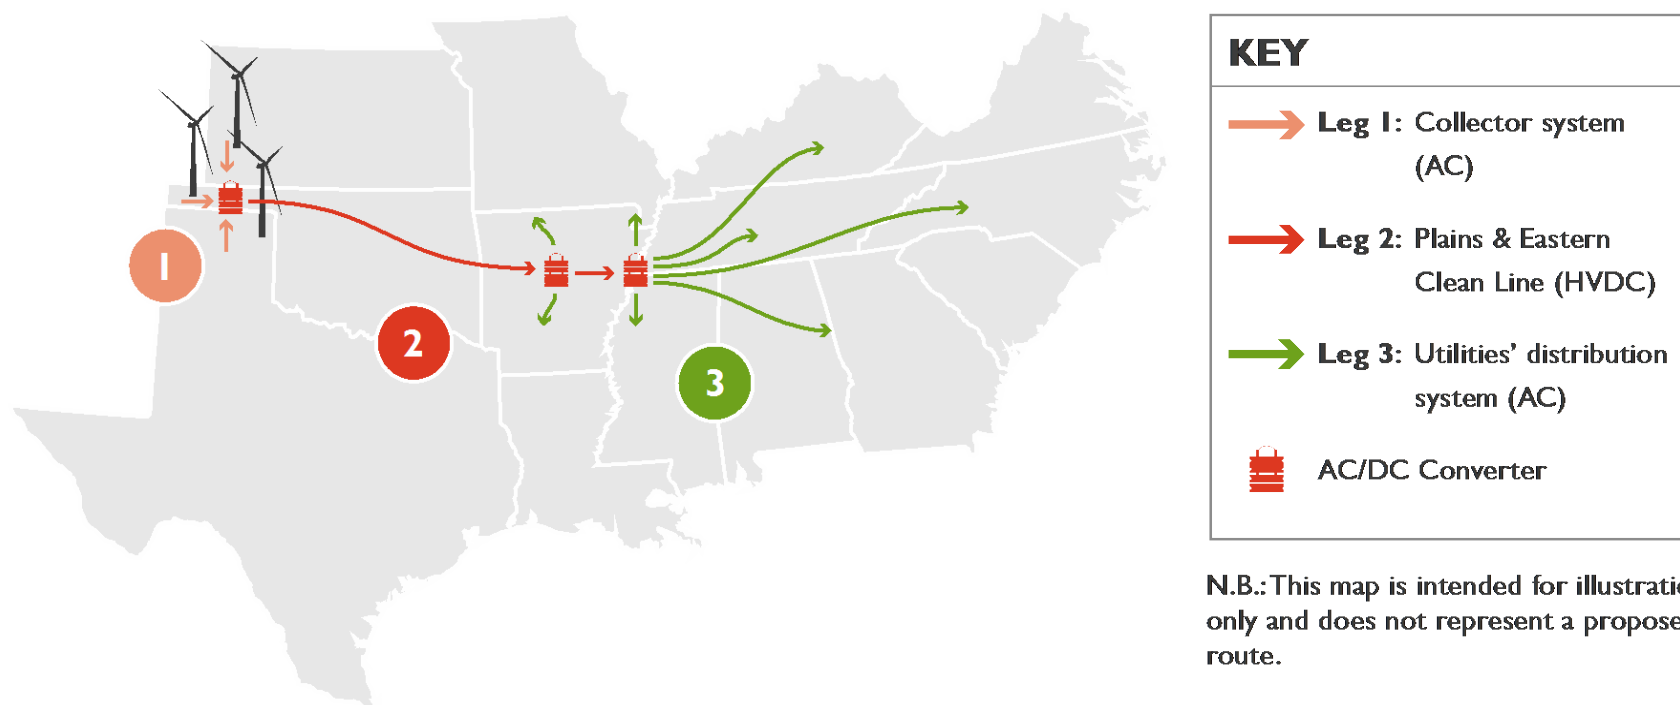 1
2
3
KEY
Leg 1: Collector system
(AC)
Leg 2: Plains & Eastern
Clean Line (HVDC)
Leg 3: Utilities' distribution
system (AC)
AC/DC Converter
N.B.: This map is intended for illustrati
only and does not represent a propose
route.